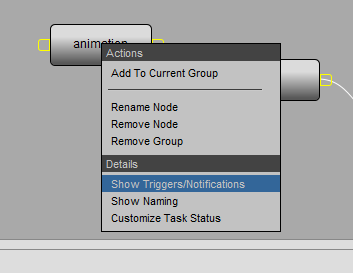 animation
Actions
Add To Current Group
Rename Node
Remove Node
Remove Group
Details
Show Triggers/Notifications
Show Naming
Customize Task Status